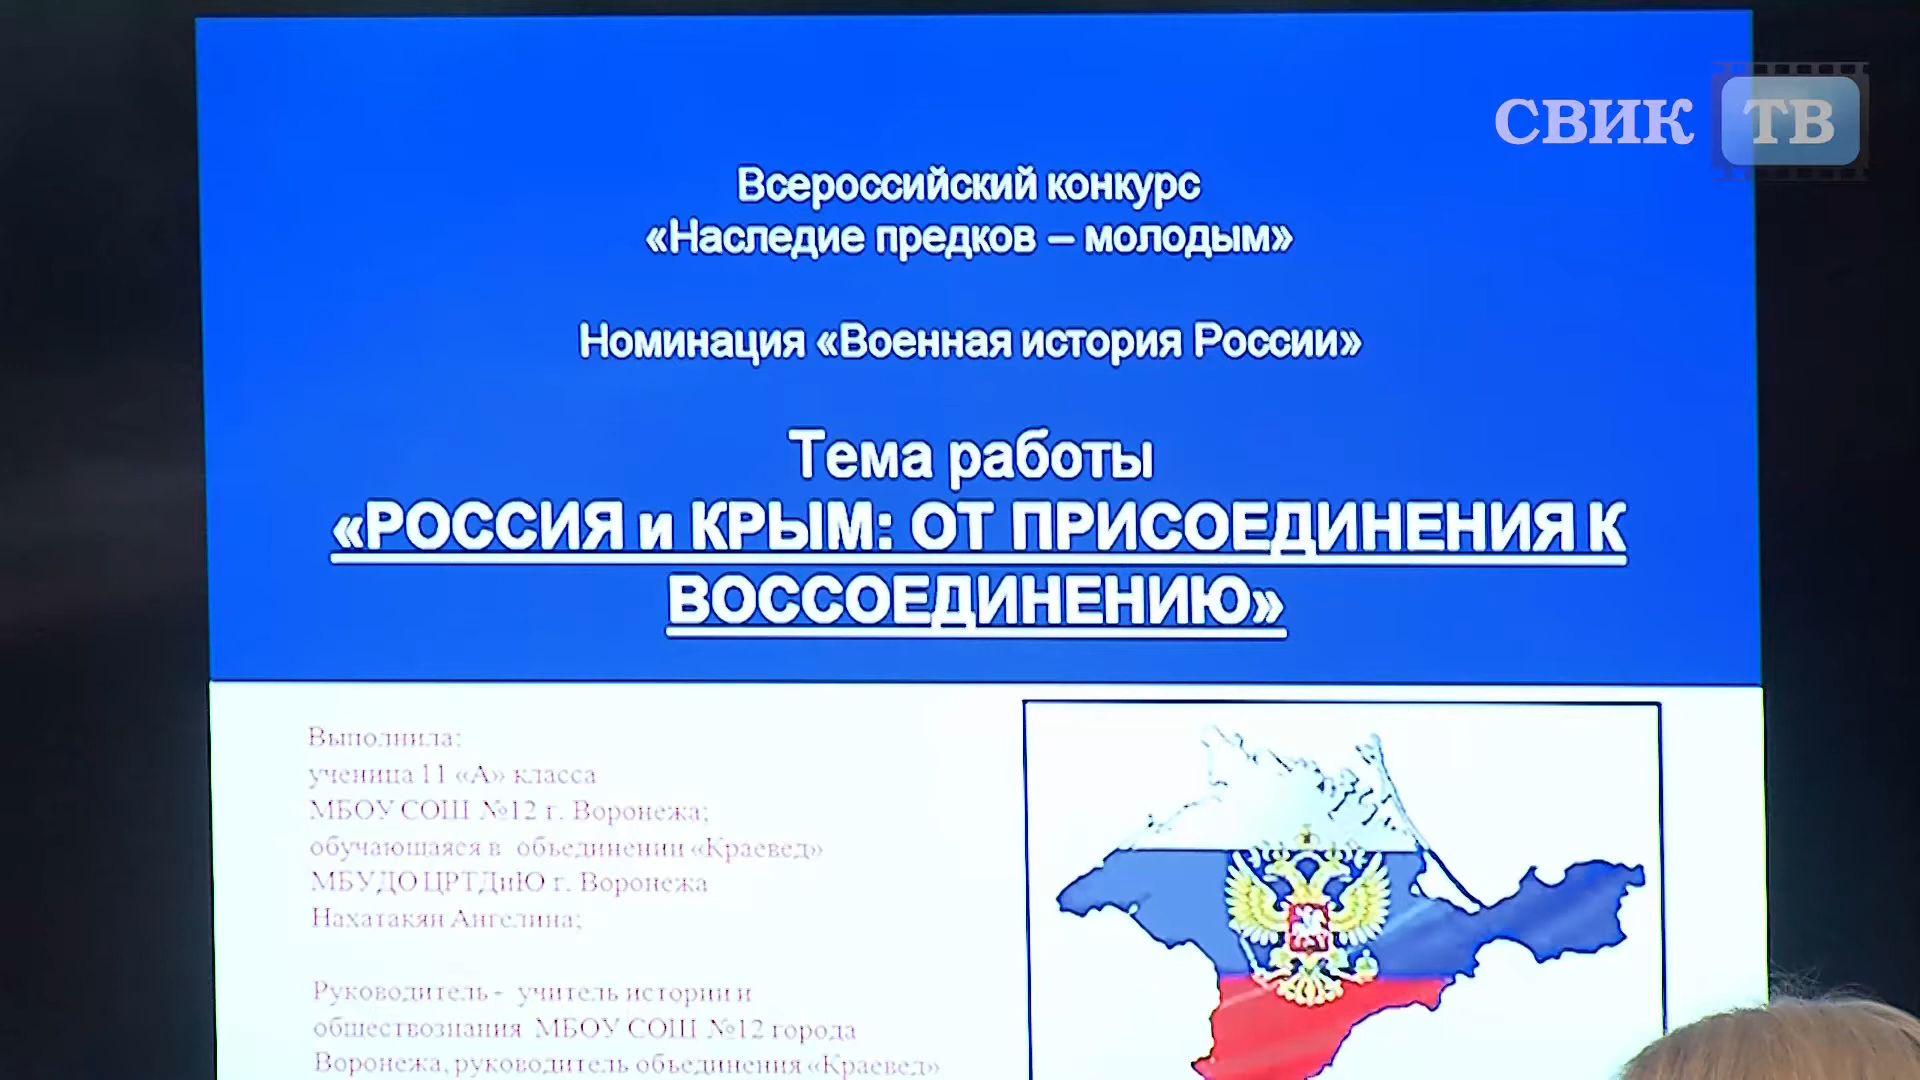 СВИК ТВ
Всероссийский конкурс
«Наследие предков – молодым»
Номинация «Военная история России»
Тема работы
«РОССИЯ и КРЫМ: ОТ ПРИСОЕДИНЕНИЯ К
ВОССОЕДИНЕНИЮ»
Выполнила:
ученица 11 «А» класса
МБОУ СОШ №12 г. Воронежа;
обучающаяся в объединении «Краевед»
МБУДО ЦРТДиЮ г. Воронежа
Нахатакян Ангелина;
Руководитель - учитель истории и
обществознания МБОУ СОШ №12 города
Воронежа, руководитель объединения «Краевед»